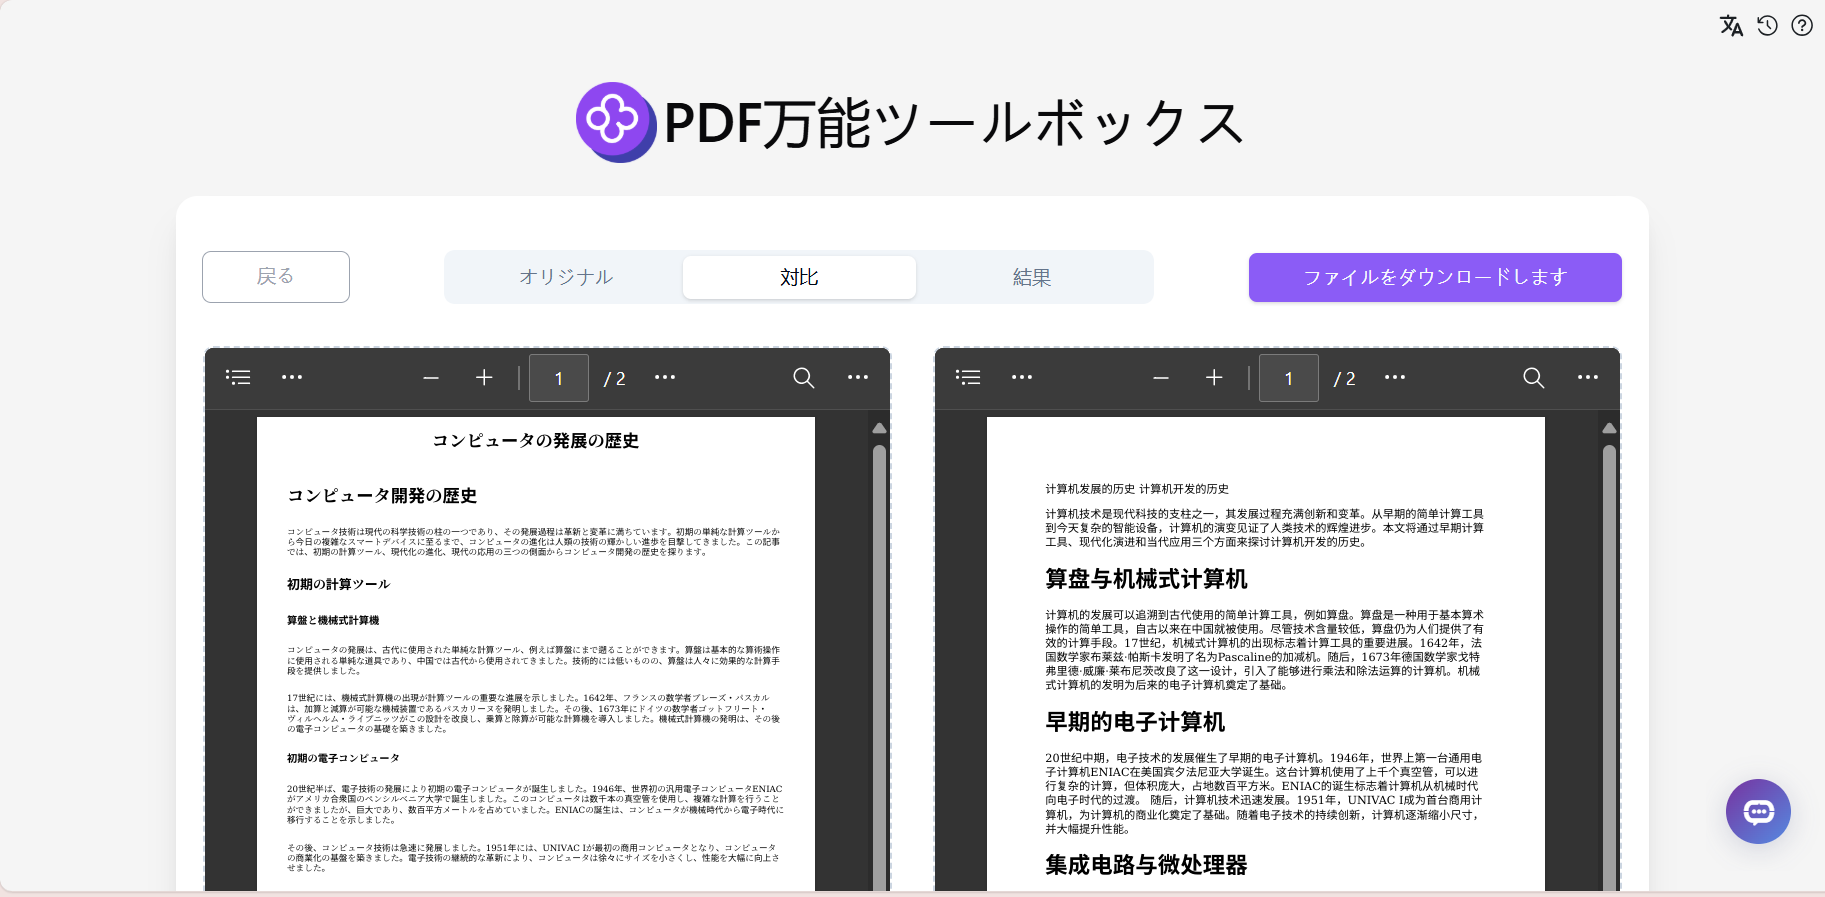 PDF万能ツールボックス
戻る
オリジナル
対比
結果
ファイルをダウンロードします
1 / 2
コンピュータの発展の歴史
コンピュータ開発の歴史
コンピュータ技術は現代の科学技術の柱の一つであり、その発展過程は革新と変革に満ちています。初期の単純な計算ツールか
ら今日の複雑なスマートデバイスに至るまで、コンピュータの進化は人類の技術の輝かしい進歩を目撃してきました。この記事
では、初期の計算ツール、現代化の進化、現代の応用の三つの側面からコンピュータ開発の歴史を探ります。
初期の計算ツール
算盤と機械式計算機
コンピュータの発展は、古代に使用された単純な計算ツール、例えば算盤にまで遡ることができます。算盤は基本的な算術操作
に使用される単純な道具であり、中国では古代から使用されてきました。技術的には低いものの、算盤は人々に効果的な計算手
段を提供しました。
17世紀には、機械式計算機の出現が計算ツールの重要な進展を示しました。1642年、フランスの数学者ブレーズ・パスカル
は、加算と減算が可能な機械装置であるパスカリーヌを発明しました。その後、1673年にドイツの数学者ゴットフリート・
ヴィルヘルム・ライプニッツがこの設計を改良し、乗算と除算が可能な計算機を導入しました。機械式計算機の発明は、その後
の電子コンピュータの基礎を築きました。
初期の電子コンピュータ
20世紀半ば、電子技術の発展により初期の電子コンピュータが誕生しました。1946年、世界初の汎用電子コンピュータENIAC
がアメリカ合衆国のペンシルベニア大学で誕生しました。このコンピュータは数千本の真空管を使用し、複雑な計算を行うこと
ができましたが、巨大であり、数百平方メートルを占めていました。ENIACの誕生は、コンピュータが機械時代から電子時代に
移行することを示しました。
その後、コンピュータ技術は急速に発展しました。1951年には、UNIVAC Iが最初の商用コンピュータとなり、コンピュータ
の商業化の基盤を築きました。電子技術の継続的な革新により、コンピュータは徐々にサイズを小さくし、性能を大幅に向上さ
せました。
1 / 2
计算机发展的历史 计算机开发的历史
计算机技术是现代科技的支柱之一，其发展过程充满创新和变革。从早期的简单计算工具
到今天复杂的智能设备，计算机的演变见证了人类技术的辉煌进步。本文将通过早期计算
工具、现代化演进和当代应用三个方面来探讨计算机开发的历史。
算盘与机械式计算机
计算机的发展可以追溯到古代使用的简单计算工具，例如算盘。算盘是一种用于基本算术
操作的简单工具，自古以来在中国就被使用。尽管技术含量较低，算盘仍为人们提供了有
效的计算手段。17世纪，机械式计算机的出现标志着计算工具的重要进展。1642年，法
国数学家布莱兹·帕斯卡发明了名为Pascaline的加减机。随后，1673年德国数学家戈特
弗里德·威廉·莱布尼茨改良了这一设计，引入了能够进行乘法和除法运算的计算机。机械
式计算机的发明为后来的电子计算机奠定了基础。
早期的电子计算机
20世纪中期，电子技术的发展催生了早期的电子计算机。1946年，世界上第一台通用电
子计算机ENIAC在美国宾夕法尼亚大学诞生。这台计算机使用了上千个真空管，可以进
行复杂的计算，但体积庞大，占地数百平方米。ENIAC的诞生标志着计算机从机械时代
向电子时代的过渡。 随后，计算机技术迅速发展。1951年，UNIVAC I成为首台商用计
算机，为计算机的商业化奠定了基础。随着电子技术的持续创新，计算机逐渐缩小尺寸，
并大幅提升性能。
集成电路与微处理器